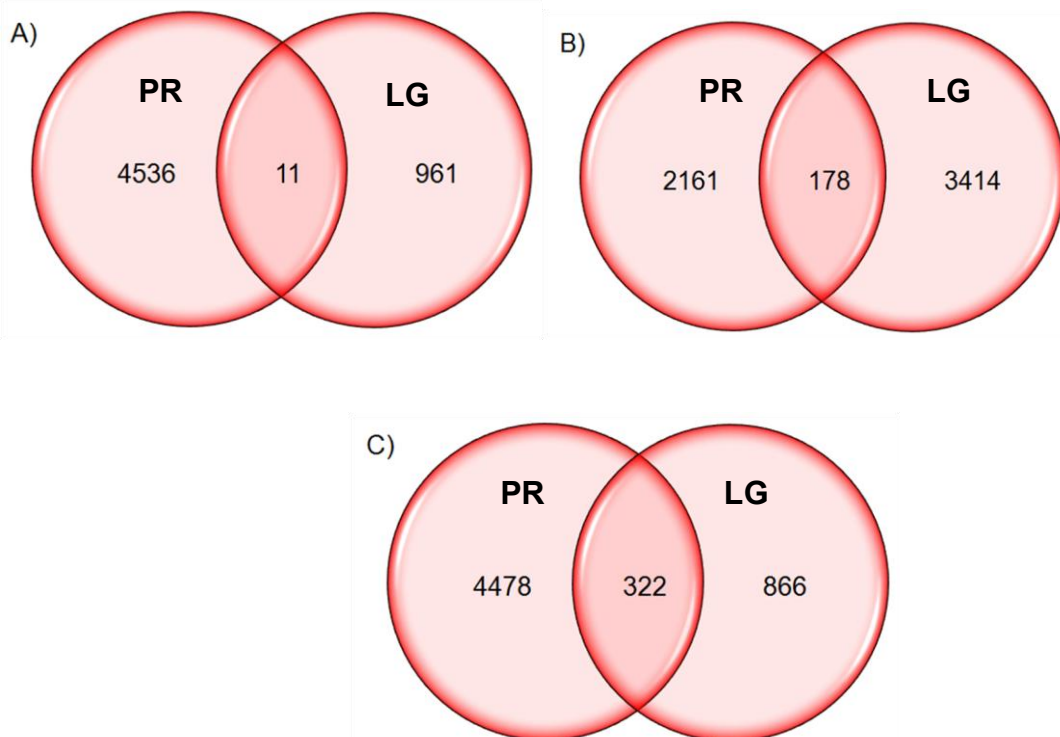 A)
PR LG
4536 11 961
B)
PR LG
2161 178 3414
C)
PR LG
4478 322 866